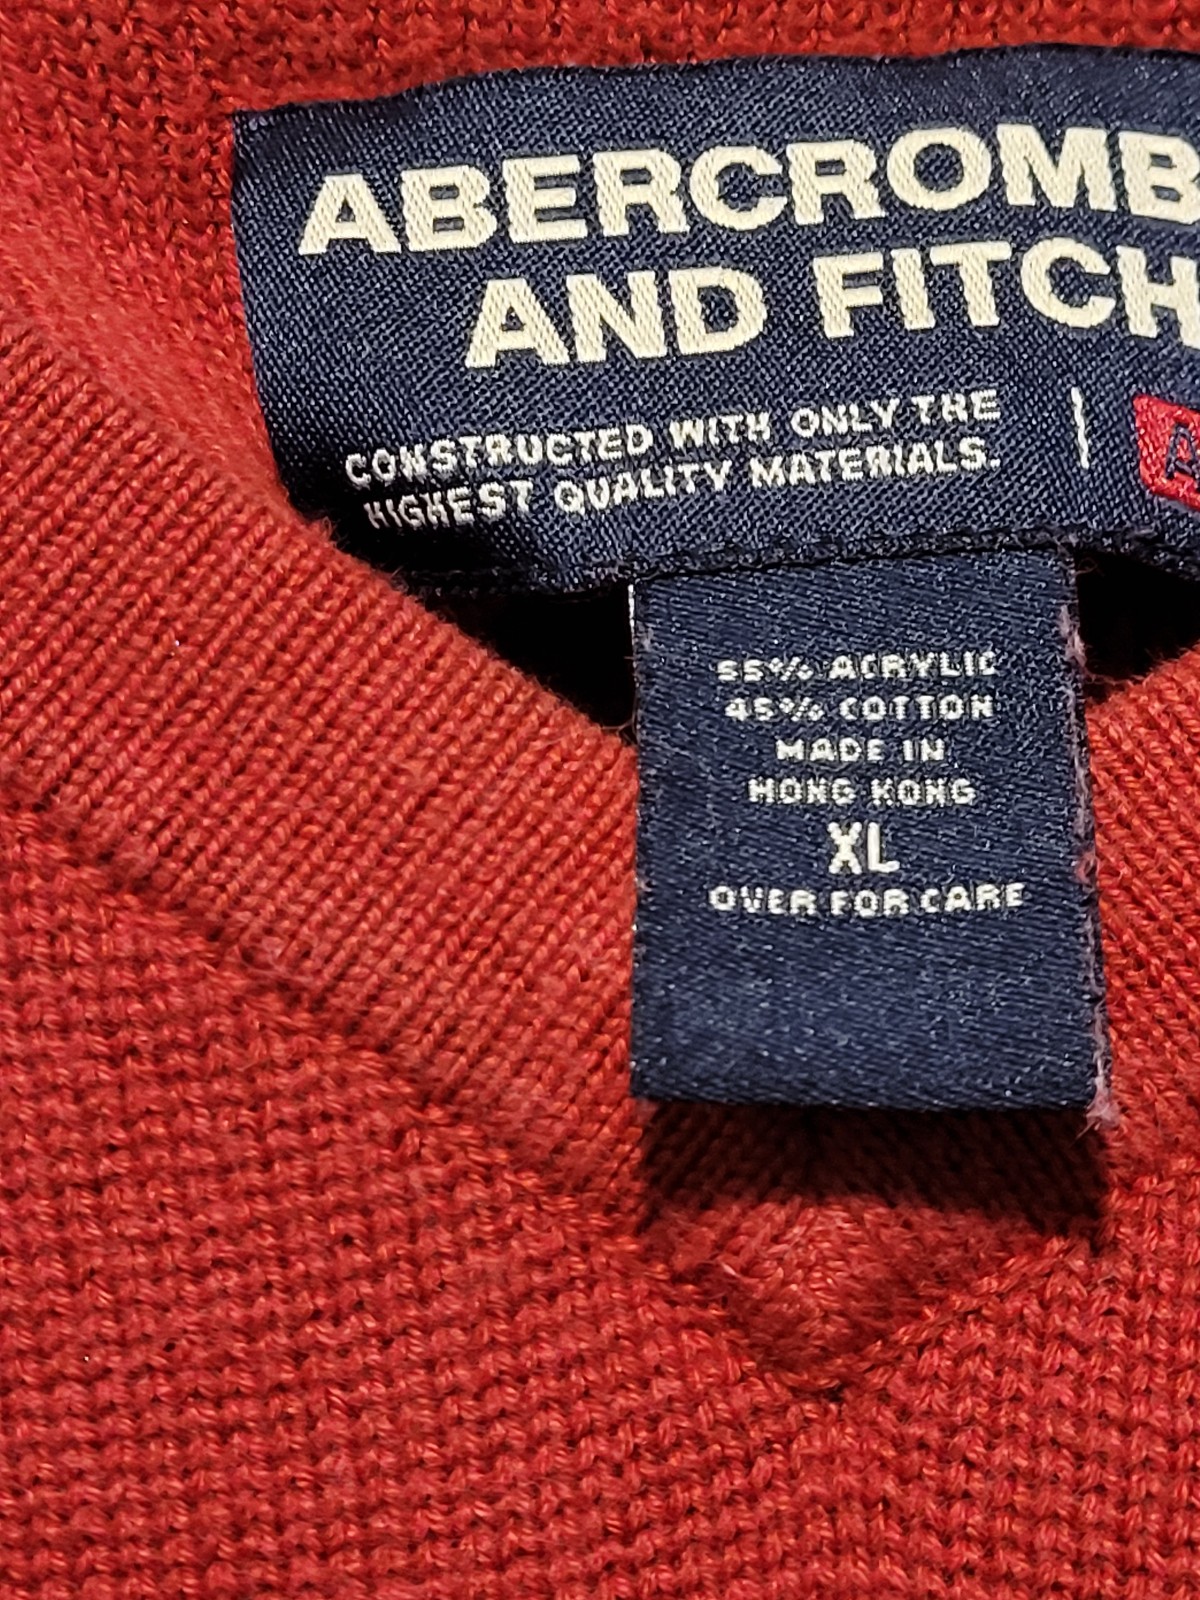 ABERCROMB
AND FITCH
CONSTRUCTED WITH ONLY THE
HIGHEST QUALITY MATERIALS.
A
55% ACRYLIC
45% COTTON
MADE IN
HONG KONG
XL
OVER FOR CARE